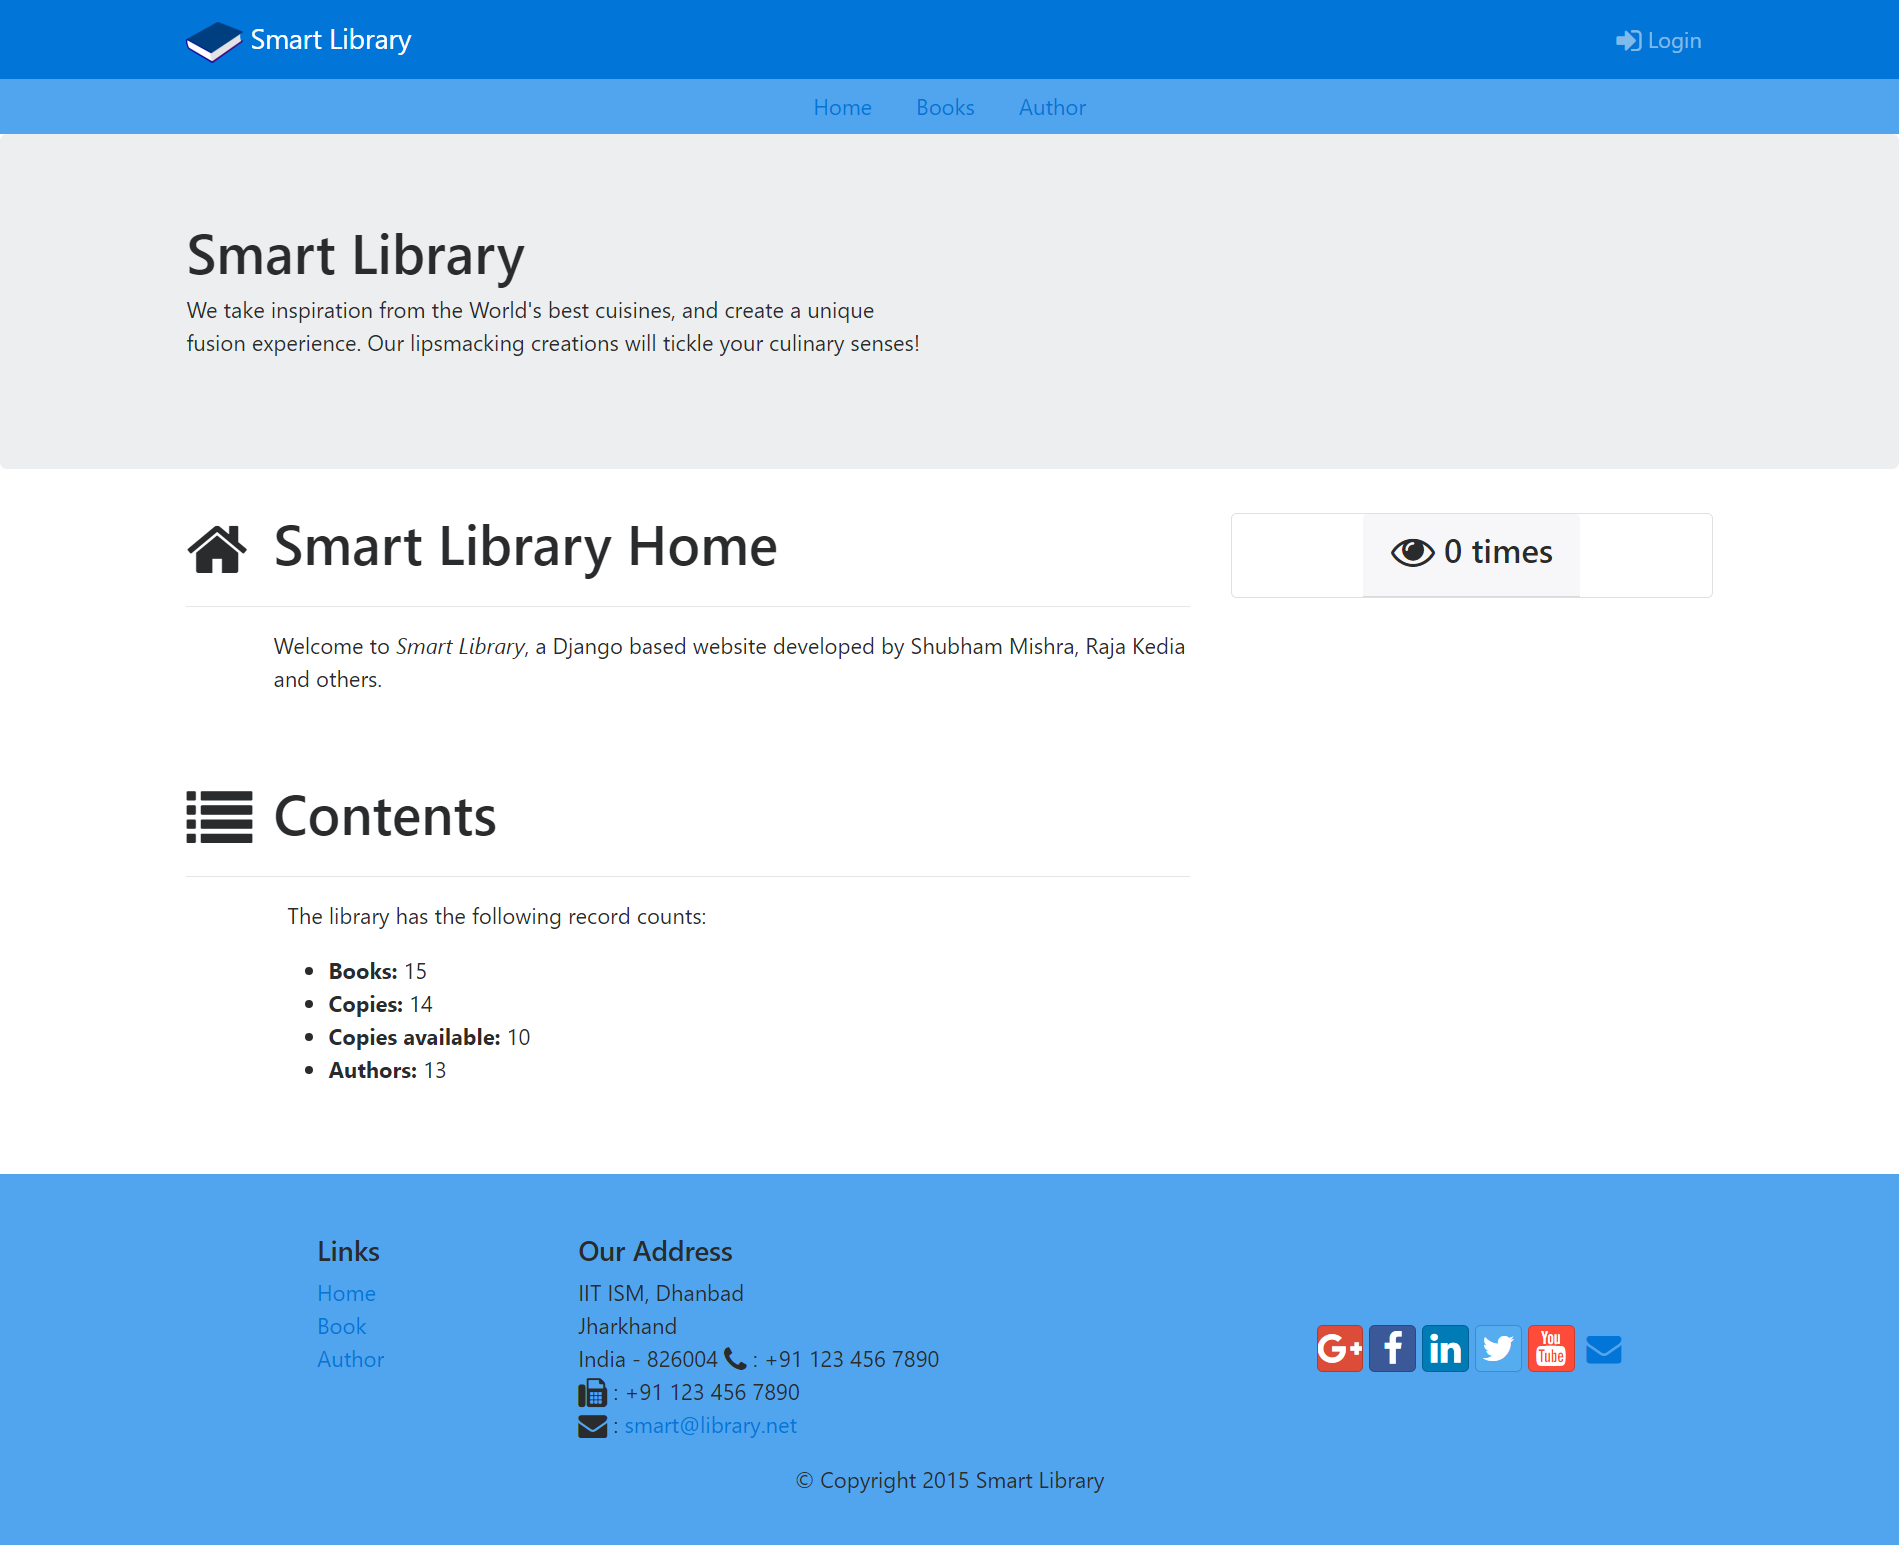 Smart Library
Login
Home Books Author
Smart Library
We take inspiration from the World's best cuisines, and create a unique
fusion experience. Our lipsmacking creations will tickle your culinary senses!
Smart Library Home
0 times
Welcome to Smart Library, a Django based website developed by Shubham Mishra, Raja Kedia
and others.
Contents
The library has the following record counts:
Books: 15
Copies: 14
Copies available: 10
Authors: 13
Links
Home
Book
Author
Our Address
IIT ISM, Dhanbad
Jharkhand
India - 826004 : +91 123 456 7890
: +91 123 456 7890
: smart@library.net
G+ f in You Tube
© Copyright 2015 Smart Library